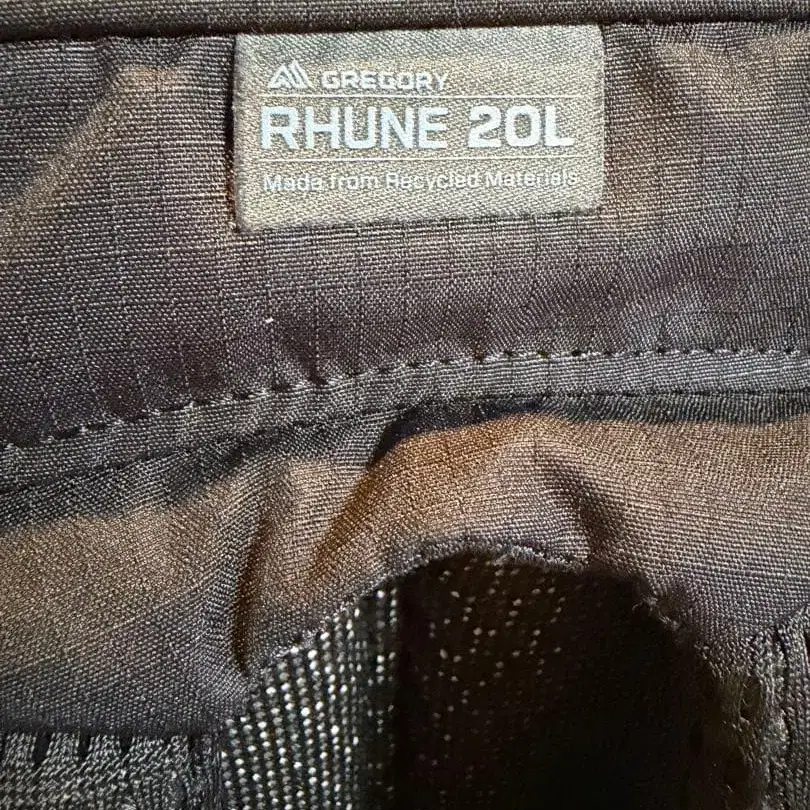 GREGORY
RHUNE 20L
Made from Recycled Materials